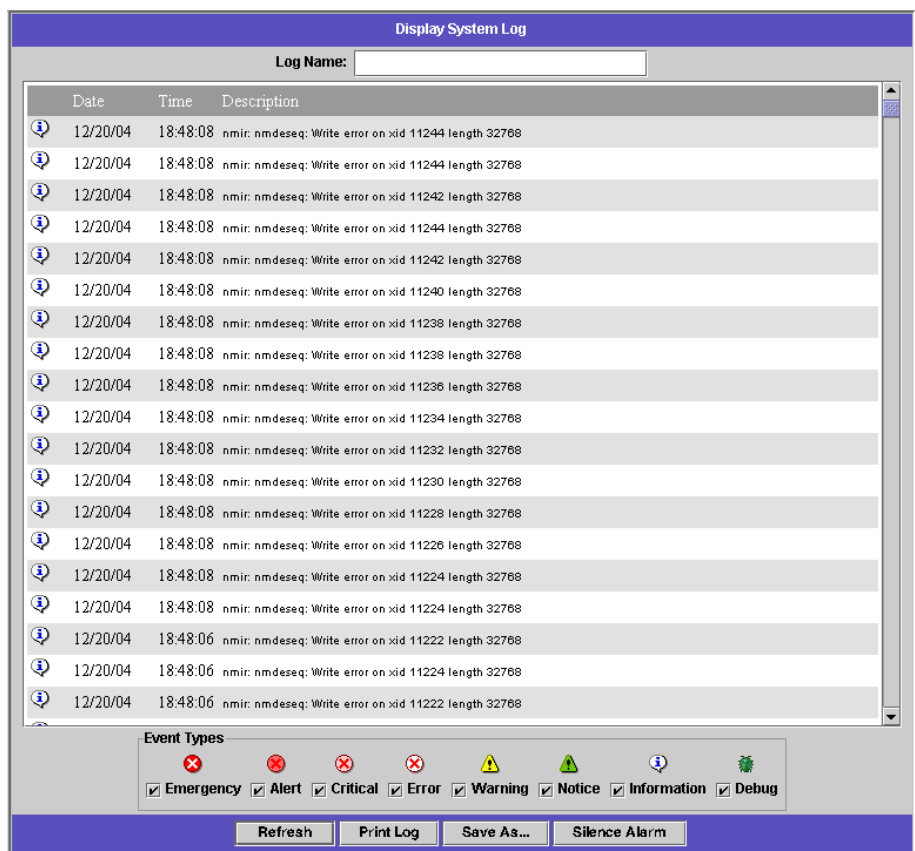 Display System Log
Log Name:
Date Time Description
12/20/04 18:48:08 nmir: nmdeseq: Write error on xid 11244 length 32768
12/20/04 18:48:08 nmir: nmdeseq: Write error on xid 11244 length 32768
12/20/04 18:48:08 nmir: nmdeseq: Write error on xid 11242 length 32768
12/20/04 18:48:08 nmir: nmdeseq: Write error on xid 11244 length 32768
12/20/04 18:48:08 nmir: nmdeseq: Write error on xid 11242 length 32768
12/20/04 18:48:08 nmir: nmdeseq: Write error on xid 11240 length 32768
12/20/04 18:48:08 nmir: nmdeseq: Write error on xid 11238 length 32768
12/20/04 18:48:08 nmir: nmdeseq: Write error on xid 11238 length 32768
12/20/04 18:48:08 nmir: nmdeseq: Write error on xid 11236 length 32768
12/20/04 18:48:08 nmir: nmdeseq: Write error on xid 11234 length 32768
12/20/04 18:48:08 nmir: nmdeseq: Write error on xid 11232 length 32768
12/20/04 18:48:08 nmir: nmdeseq: Write error on xid 11230 length 32768
12/20/04 18:48:08 nmir: nmdeseq: Write error on xid 11228 length 32768
12/20/04 18:48:08 nmir: nmdeseq: Write error on xid 11226 length 32768
12/20/04 18:48:08 nmir: nmdeseq: Write error on xid 11224 length 32768
12/20/04 18:48:08 nmir: nmdeseq: Write error on xid 11224 length 32768
12/20/04 18:48:06 nmir: nmdeseq: Write error on xid 11222 length 32768
12/20/04 18:48:06 nmir: nmdeseq: Write error on xid 11224 length 32768
12/20/04 18:48:06 nmir: nmdeseq: Write error on xid 11222 length 32768
Event Types
Emergency Alert Critical Error Warning Notice Information Debug
Refresh Print Log Save As... Silence Alarm